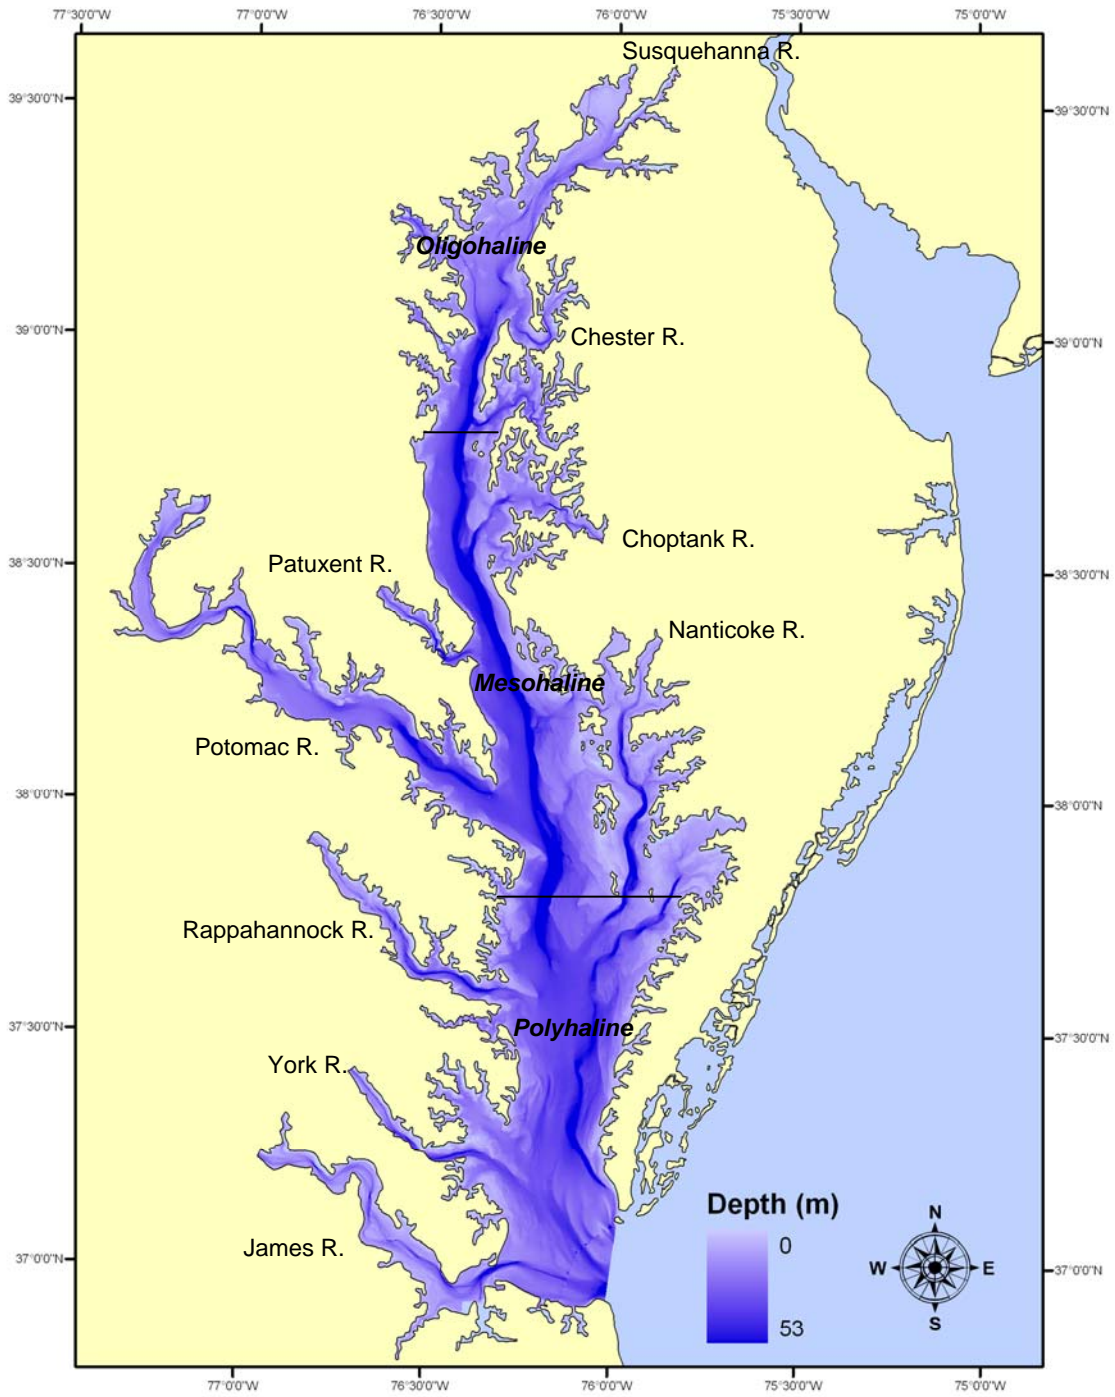 77°30'0"W 77°0'0"W 76°30'0"W 76°0'0"W 75°30'0"W 75°0'0"W
Susquehanna R.
39°30'0"N 39°30'0"N
Oligohaline
39°0'0"N 39°0'0"N
Chester R.
Choptank R.
Patuxent R.
38°30'0"N 38°30'0"N
Nanticoke R.
Mesohaline
Potomac R.
38°0'0"N 38°0'0"N
Rappahannock R.
Polyhaline
37°30'0"N 37°30'0"N
York R.
Depth (m)
0
53
N
W E
S
James R.
37°0'0"N 37°0'0"N
77°0'0"W 76°30'0"W 76°0'0"W 75°30'0"W 75°0'0"W